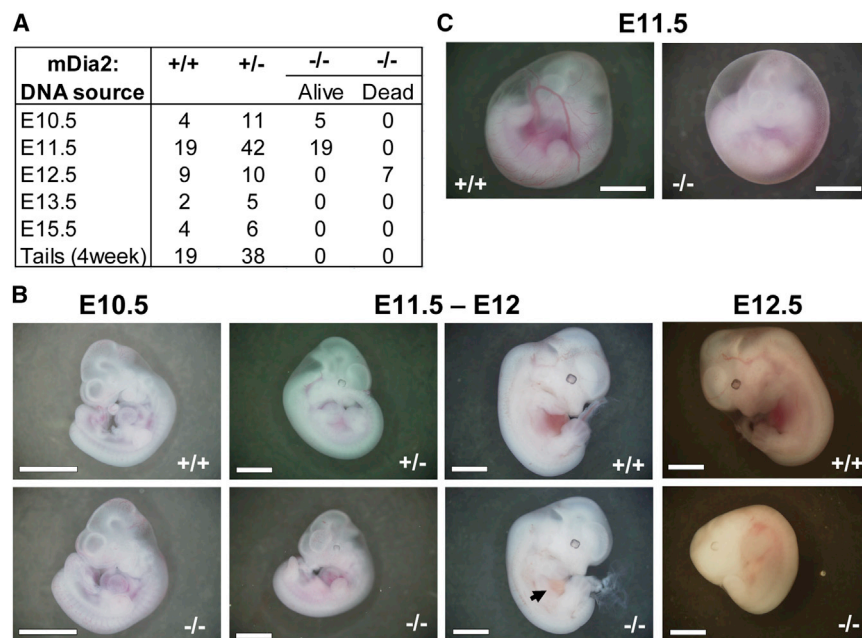 A
mDia2: +/+ +/- -/- -/-
DNA source Alive Dead
E10.5 4 11 5 0
E11.5 19 42 19 0
E12.5 9 10 0 7
E13.5 2 5 0 0
E15.5 4 6 0 0
Tails (4week) 19 38 0 0
C
E11.5
+/+ -/-
B
E10.5 E11.5 – E12 E12.5
+/+ +/- +/+ +/+
-/- -/- -/- -/-